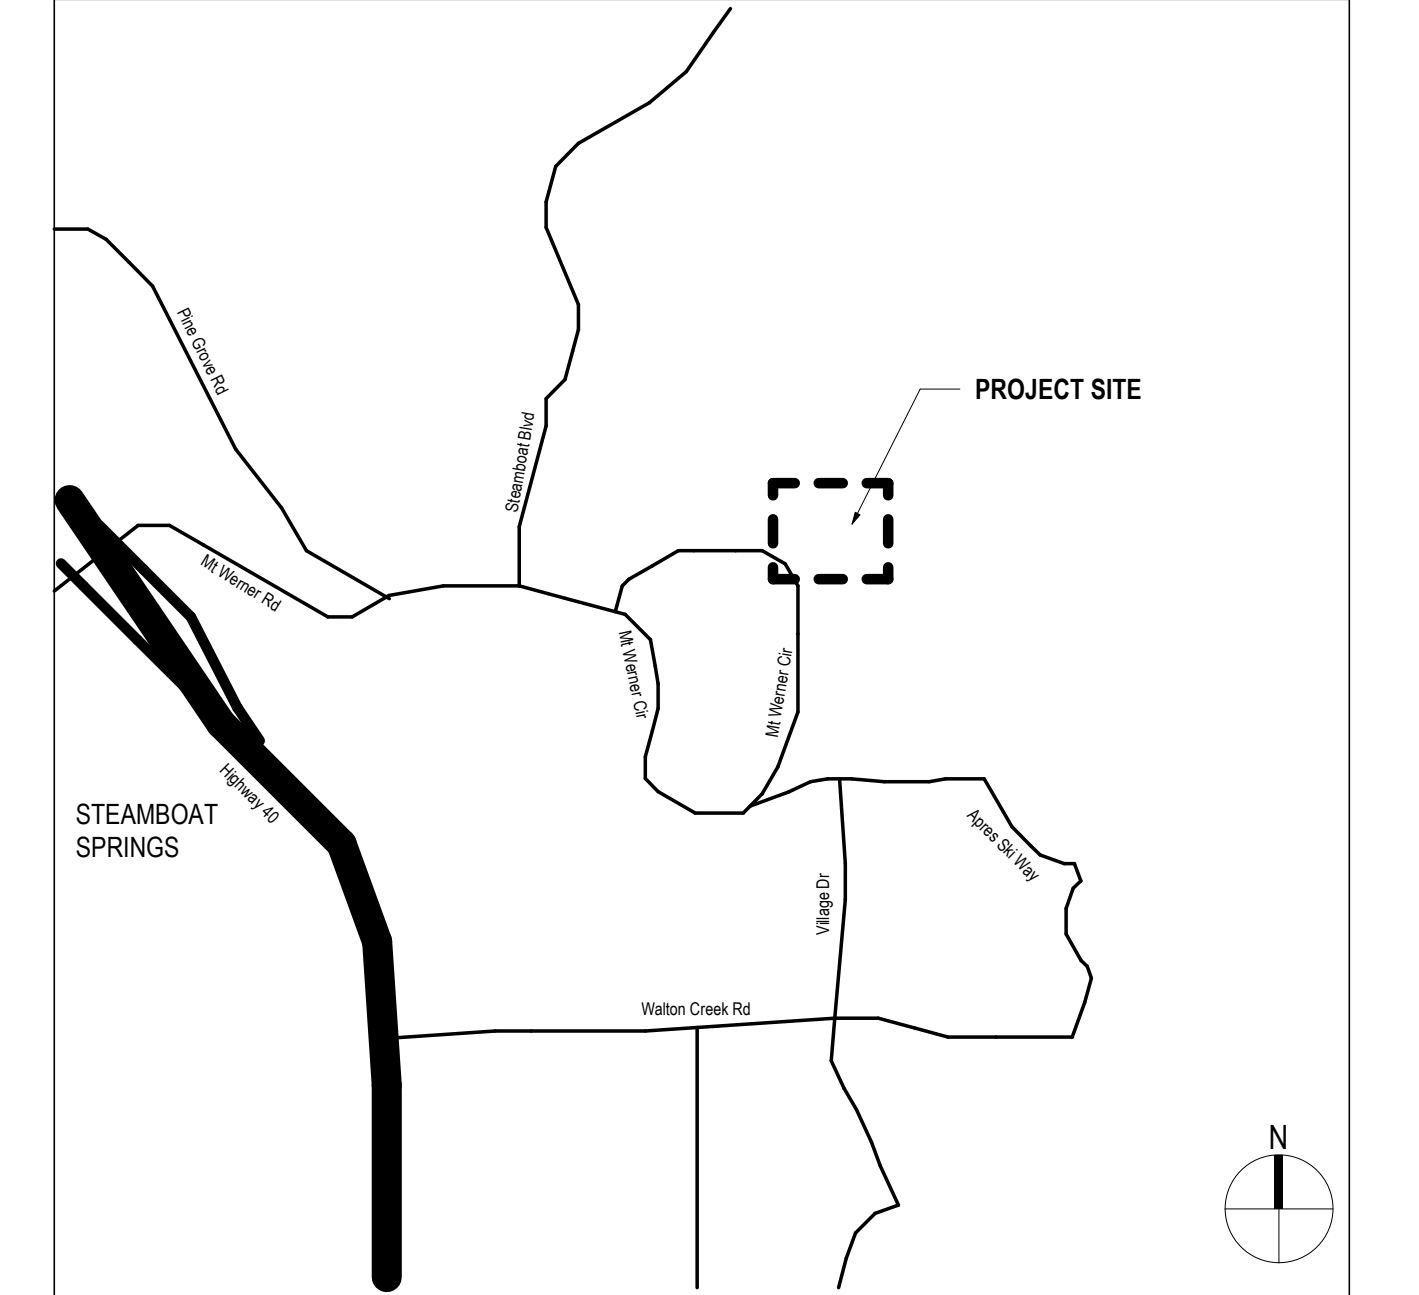 Pine Grove Rd
PROJECT SITE
Steamboat Blvd
Mt Werner Rd
Mt Werner Cir
Mt Werner Cir
Highway 40
STEAMBOAT
SPRINGS
Apres Ski Way
Village Dr
Walton Creek Rd
N